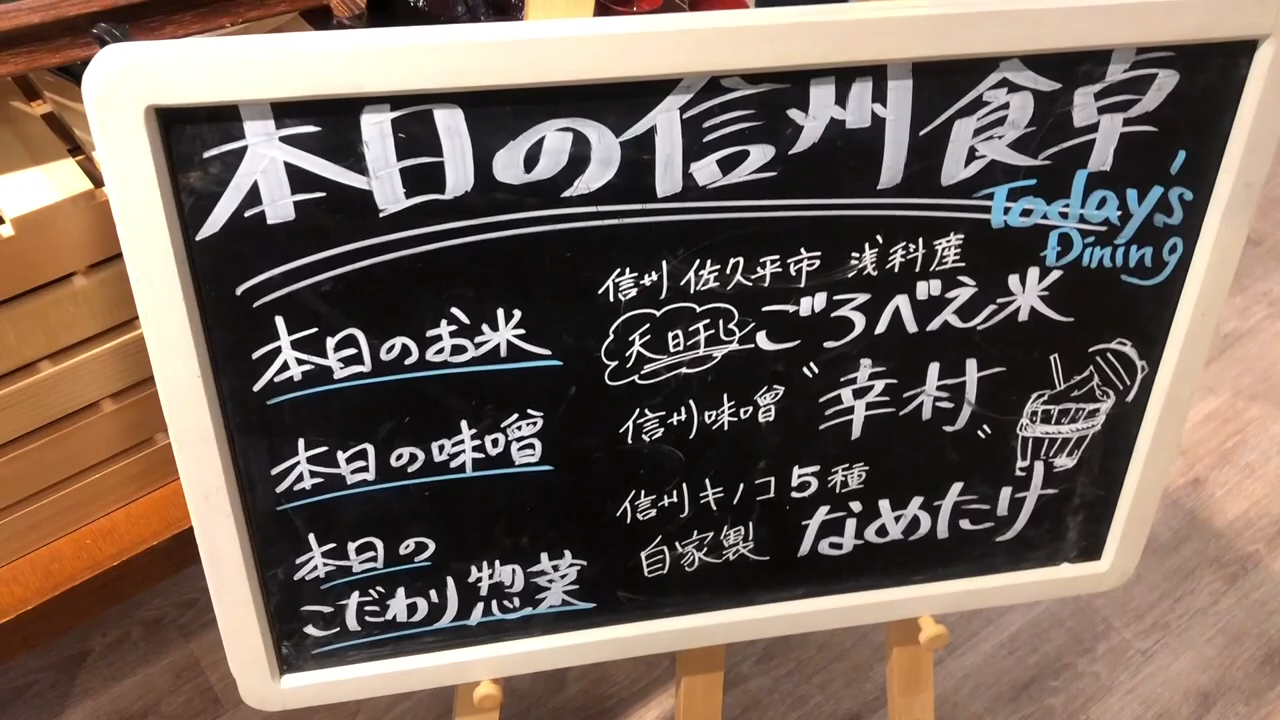 本日の信州食卓
Today's
Dining
本日のお米
信州 佐久平市 浅科産
天日干し ごろべえ米
本日の味噌
信州味噌 〝幸村〟
本日の
こだわり惣菜
信州キノコ5種
自家製 なめたけ